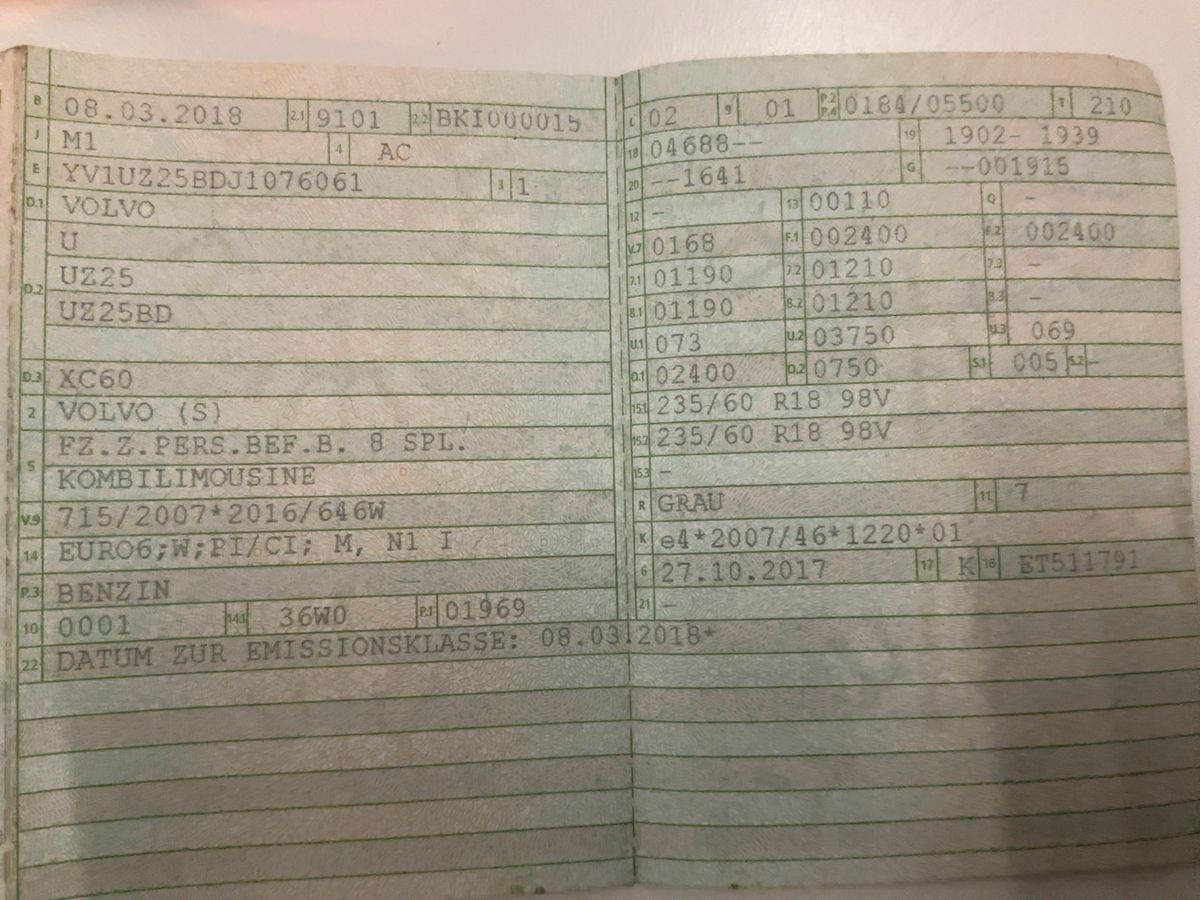 B 08.03.2018 2.1 9101 2.2 BKI000015
J M1 4 AC
E YV1UZ25BDJ1076061 3 1
D.1 VOLVO
U
D.2 UZ25
UZ25BD
D.3 XC60
2 VOLVO (S)
FZ.Z.PERS.BEF.B. 8 SPL.
5 KOMBILIMOUSINE
V.9 715/2007*2016/646W
14 EURO6;W;PI/CI; M, N1 I
P.3 BENZIN
10 0001 14.1 36W0 P.1 01969
22 DATUM ZUR EMISSIONSKLASSE: 08.03.2018*
L 02 9 01 P.2 P.4 0184/05500 T 210
18 04688-- 19 1902- 1939
20 --1641 G --001915
12 - 13 00110 Q -
V.7 0168 F.1 002400 F.2 002400
7.1 01190 7.2 01210 7.3 -
8.1 01190 8.2 01210 8.3 -
U.1 073 U.2 03750 U.3 069
O.1 02400 O.2 0750 S.1 005 S.2 -
15.1 235/60 R18 98V
15.2 235/60 R18 98V
15.3 -
R GRAU 11 7
K e4*2007/46*1220*01
6 27.10.2017 17 K 16 ET511791
21 -